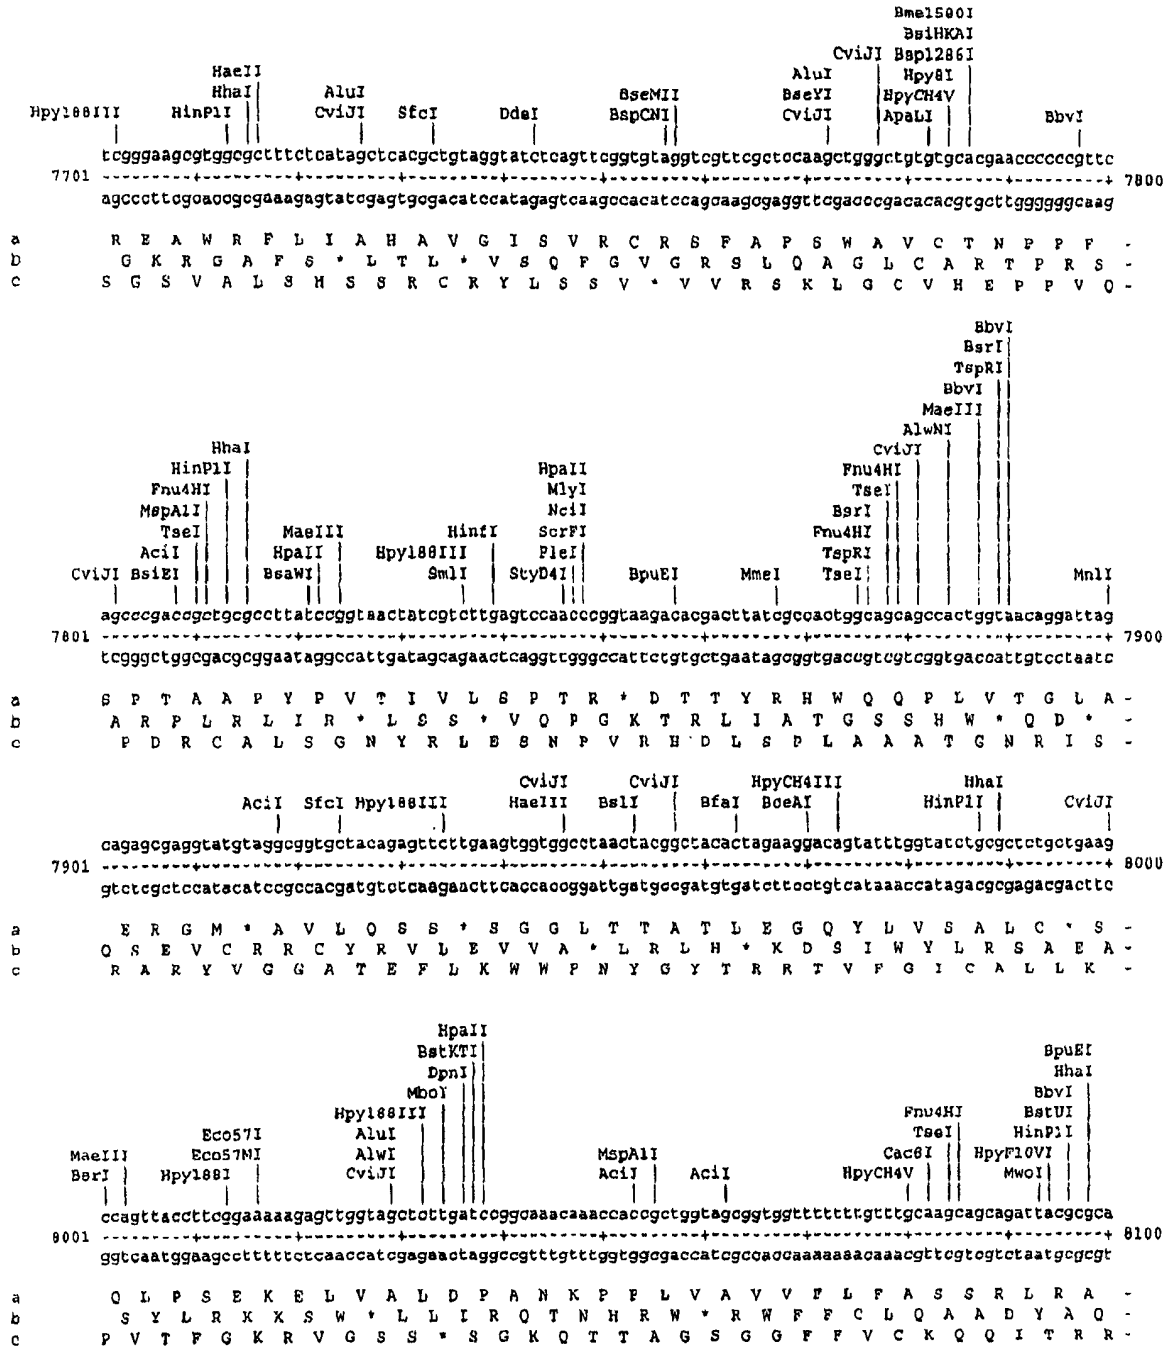 Bme1580I
BsiHKAI
CviJI Bsp1286I
HaeII AluI Hpy8I
HhaI AluI BseMII BseYI HpyCH4V
Hpy188III HinP1I CviJI SfcI DdeI BspCNI CviJI ApaLI BbvI
tcgggaagcgtggcgctttctcatagctcacgctgtaggtatctcagttcggtgtaggtcgttcgctccaagctgggctgtgtgcacgaaccccccgttc
7701 ---------+---------+---------+---------+---------+---------+---------+---------+---------+---------+ 7800
agcccttcgcaccgcgaaagagtatcgagtgcgacatccatagagtcaagccacatccagcaagcgaggttcgacccgacacacgtgcttggggggcaag
a R E A W R F L I A H A V G I S V R C R S F A P S W A V C T N P P F -
b G K R G A F S * L T L * V S Q F G V G R S L Q A G L C A R T P R S -
c S G S V A L S H S S R C R Y L S S V * V V R S K L G C V H E P P V Q -
BbvI
BsrI
TspRI
BbvI
MaeIII
AlwNI
HhaI CviJI
HinP1I HpaII Fnu4HI
Fnu4HI MlyI TseI
MspA1I NciI BsrI
TseI MaeIII HinfI ScrFI Fnu4HI
AciI HpaII Hpy188III PleI TspRI
CviJI BsiEI BsaWI SmlI StyD4I BpuEI MmeI TseI MnlI
agcccgaccgctgcgccttatccggtaactatcgtcttgagtccaacccggtaagacacgacttatcgccactggcagcagccactggtaacaggattag
7801 ---------+---------+---------+---------+---------+---------+---------+---------+---------+---------+ 7900
tcgggctggcgacgcggaataggccattgatagcagaactcaggttgggccattctgtgctgaatagcggtgaccgtcgtcggtgaccattgtcctaatc
a S P T A A P Y P V T I V L S P T R * D T T Y R H W Q Q P L V T G L A -
b A R P L R L I R * L S S * V Q P G K T R L I A T G S S H W * Q D * -
c P D R C A L S G N Y R L E S N P V R H D L S P L A A A T G N R I S -
CviJI CviJI HpyCH4III HhaI
AciI SfcI Hpy188III HaeIII BslI BfaI BceAI HinP1I CviJI
cagagcgaggtatgtaggcggtgctacagagttcttgaagtggtggcctaactacggctacactagaaggacagtatttggtatctgcgctctgctgaag
7901 ---------+---------+---------+---------+---------+---------+---------+---------+---------+---------+ 8000
gtctcgctccatacatccgccacgatgtctcaagaacttcaccaccggattgatgccgatgtgatcttcctgtcataaaccatagacgcgagacgacttc
a E R G M * A V L Q S S * S G G L T T A T L E G Q Y L V S A L C * S -
b Q S E V C R R C Y R V L E V V A * L R L H * K D S I W Y L R S A E A -
c R A R Y V G G A T E F L K W W P N Y G Y T R R T V F G I C A L L K -
HpaII
BstKTI BpuEI
DpnI HhaI
MboI BbvI
Hpy188III Fnu4HI BstUI
Eco57I AluI TseI HinP1I
MaeIII Eco57MI AlwI MspA1I Cac8I HpyF10VI
BsrI Hpy188I CviJI AciI AciI HpyCH4V MwoI
ccagttaccttcggaaaaagagttggtagctcttgatccggcaaacaaaccaccgctggtagcggtggtttttttgtttgcaagcagcagattacgcgca
8001 ---------+---------+---------+---------+---------+---------+---------+---------+---------+---------+ 8100
ggtcaatggaagcctttttctcaaccatcgagaactaggccgtttgtttggtggcgaccatcgccaccaaaaaaacaaacgttcgtcgtctaatgcgcgt
a Q L P S E K E L V A L D P A N K P P L V A V V F L F A S S R L R A -
b S Y L R K K S W * L L I R Q T N H R W * R W F F C L Q A A D Y A Q -
c P V T F G K R V G S S * S G K Q T T A G S G G F F V C K Q Q I T R R -